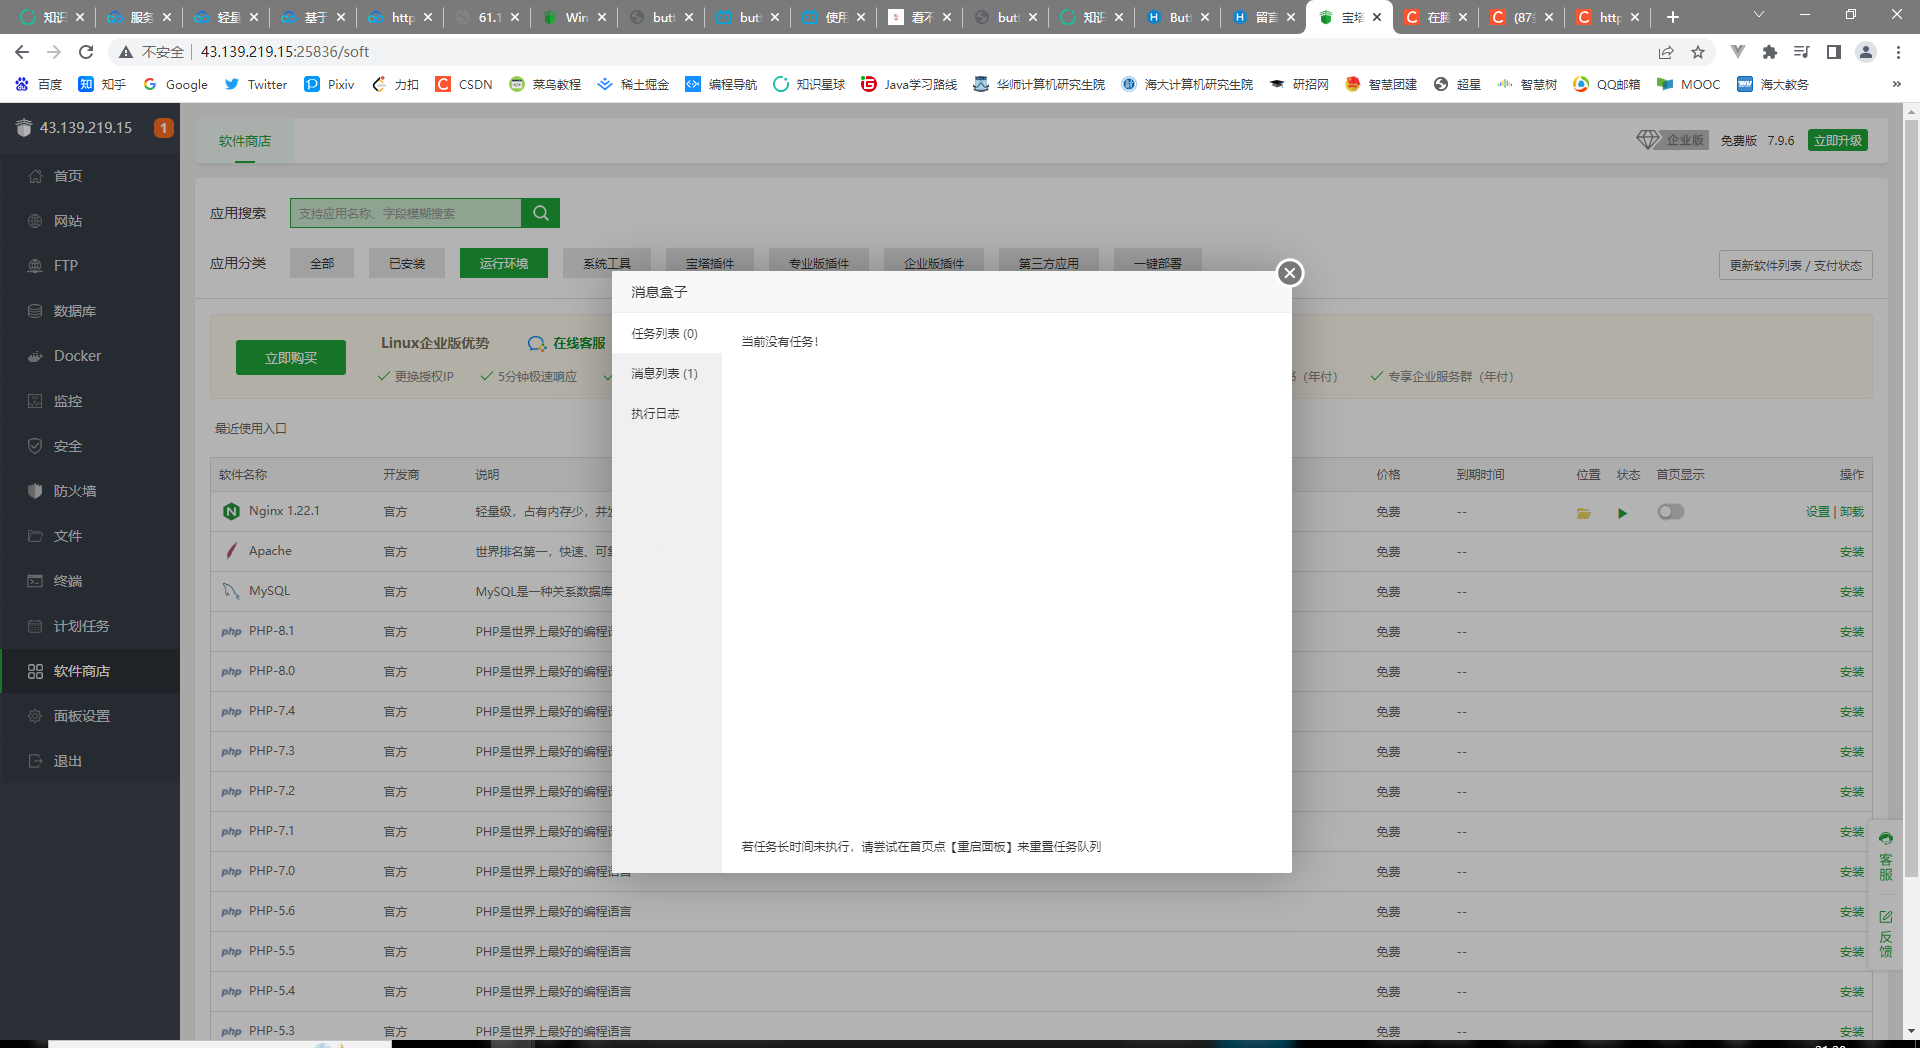 知识 服务 轻量 基于 http 61.1 Win butt butt 使用 看不 butt 知识 Butt 留言 宝塔 在腾 (87条 http
不安全 43.139.219.15:25836/soft
百度 知乎 Google Twitter Pixiv 力扣 CSDN 菜鸟教程 稀土掘金 编程导航 知识星球 Java学习路线 华师计算机研究生院 海大计算机研究生院 研招网 智慧团建 超星 智慧树 QQ邮箱 MOOC 海大教务 »
43.139.219.15 1
首页
网站
FTP
数据库
Docker
监控
安全
防火墙
文件
终端
计划任务
软件商店
面板设置
退出
软件商店 企业版 免费版 7.9.6 立即升级
应用搜索 支持应用名称、字段模糊搜索
应用分类 全部 已安装 运行环境 系统工具 宝塔插件 专业版插件 企业版插件 第三方应用 一键部署 更新软件列表 / 支付状态
立即购买 Linux企业版优势 在线客服
更换授权IP 5分钟极速响应 (年付) 专享企业服务群（年付）
最近使用入口
消息盒子
任务列表 (0)
消息列表 (1)
执行日志
当前没有任务！
若任务长时间未执行，请尝试在首页点【重启面板】来重置任务队列
软件名称 开发商 说明 价格 到期时间 位置 状态 首页显示 操作
Nginx 1.22.1 官方 轻量级，占有内存少，并发 免费 -- 设置 | 卸载
Apache 官方 世界排名第一，快速、可靠 免费 -- 安装
MySQL 官方 MySQL是一种关系数据库 免费 -- 安装
php PHP-8.1 官方 PHP是世界上最好的编程语 免费 -- 安装
php PHP-8.0 官方 PHP是世界上最好的编程语 免费 -- 安装
php PHP-7.4 官方 PHP是世界上最好的编程语 免费 -- 安装
php PHP-7.3 官方 PHP是世界上最好的编程语 免费 -- 安装
php PHP-7.2 官方 PHP是世界上最好的编程语 免费 -- 安装
php PHP-7.1 官方 PHP是世界上最好的编程语 免费 -- 安装
php PHP-7.0 官方 PHP是世界上最好的编程语言 免费 -- 安装
php PHP-5.6 官方 PHP是世界上最好的编程语言 免费 -- 安装
php PHP-5.5 官方 PHP是世界上最好的编程语言 免费 -- 安装
php PHP-5.4 官方 PHP是世界上最好的编程语言 免费 -- 安装
php PHP-5.3 官方 PHP是世界上最好的编程语言 免费 -- 安装
客服
反馈